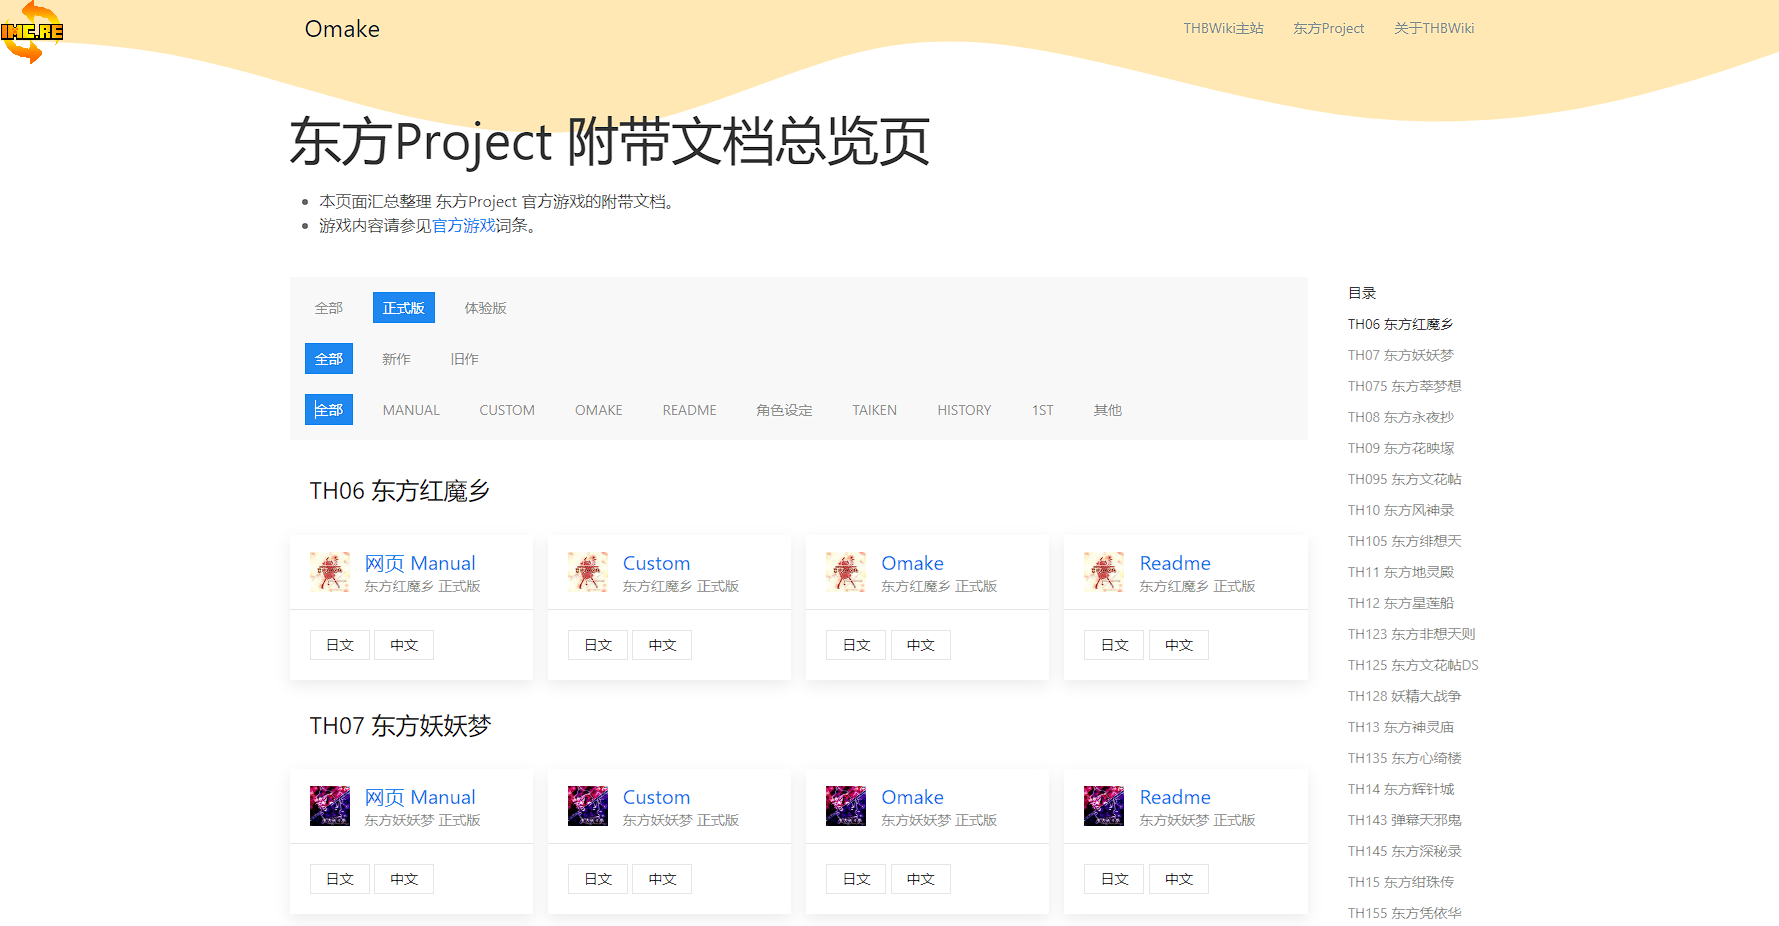 IMC.RE
Omake
THBWiki主站 东方Project 关于THBWiki
东方Project 附带文档总览页
本页面汇总整理 东方Project 官方游戏的附带文档。
游戏内容请参见官方游戏词条。
全部 正式版 体验版
全部 新作 旧作
全部 MANUAL CUSTOM OMAKE README 角色设定 TAIKEN HISTORY 1ST 其他
TH06 东方红魔乡
网页 Manual
东方红魔乡 正式版
日文 中文
Custom
东方红魔乡 正式版
日文 中文
Omake
东方红魔乡 正式版
日文 中文
Readme
东方红魔乡 正式版
日文 中文
TH07 东方妖妖梦
网页 Manual
东方妖妖梦 正式版
日文 中文
Custom
东方妖妖梦 正式版
日文 中文
Omake
东方妖妖梦 正式版
日文 中文
Readme
东方妖妖梦 正式版
日文 中文
目录
TH06 东方红魔乡
TH07 东方妖妖梦
TH075 东方萃梦想
TH08 东方永夜抄
TH09 东方花映塚
TH095 东方文花帖
TH10 东方风神录
TH105 东方绯想天
TH11 东方地灵殿
TH12 东方星莲船
TH123 东方非想天则
TH125 东方文花帖DS
TH128 妖精大战争
TH13 东方神灵庙
TH135 东方心绮楼
TH14 东方辉针城
TH143 弹幕天邪鬼
TH145 东方深秘录
TH15 东方绀珠传
TH155 东方凭依华